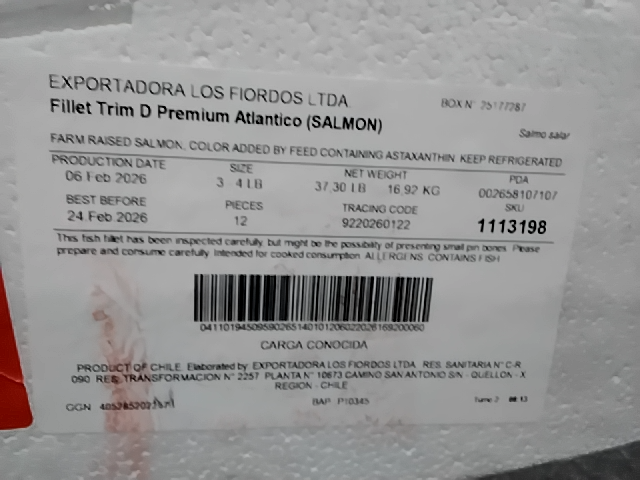 EXPORTADORA LOS FIORDOS LTDA
BOX N° 25177287
Fillet Trim D Premium Atlantico (SALMON)
Salmo salar
FARM RAISED SALMON, COLOR ADDED BY FEED CONTAINING ASTAXANTHIN KEEP REFRIGERATED
PRODUCTION DATE SIZE NET WEIGHT PDA
06 Feb 2026 3 4 LB 37.30 LB 16.92 KG 002658107107
BEST BEFORE PIECES TRACING CODE SKU
24 Feb 2026 12 9220260122 1113198
This fish fillet has been inspected carefully, but might be the possibility of presenting small pin bones. Please
prepare and consume carefully. Intended for cooked consumption. ALLERGENS: CONTAINS FISH
CARGA CONOCIDA
PRODUCT OF CHILE. Elaborated by EXPORTADORA LOS FIORDOS LTDA. RES. SANITARIA N° C-R
090 RES. TRANSFORMACION N° 2257 PLANTA N° 10673 CAMINO SAN ANTONIO S/N - QUELLON - X
REGION - CHILE
GGN BAP P10345 Turno 2